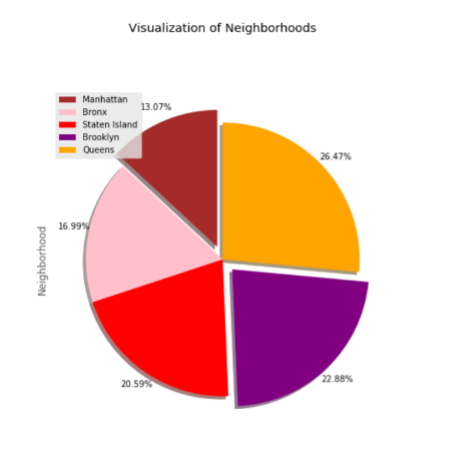 Visualization of Neighborhoods
Manhattan
Bronx
Staten Island
Brooklyn
Queens
13.07%
26.47%
16.99%
Neighborhood
20.59%
22.88%